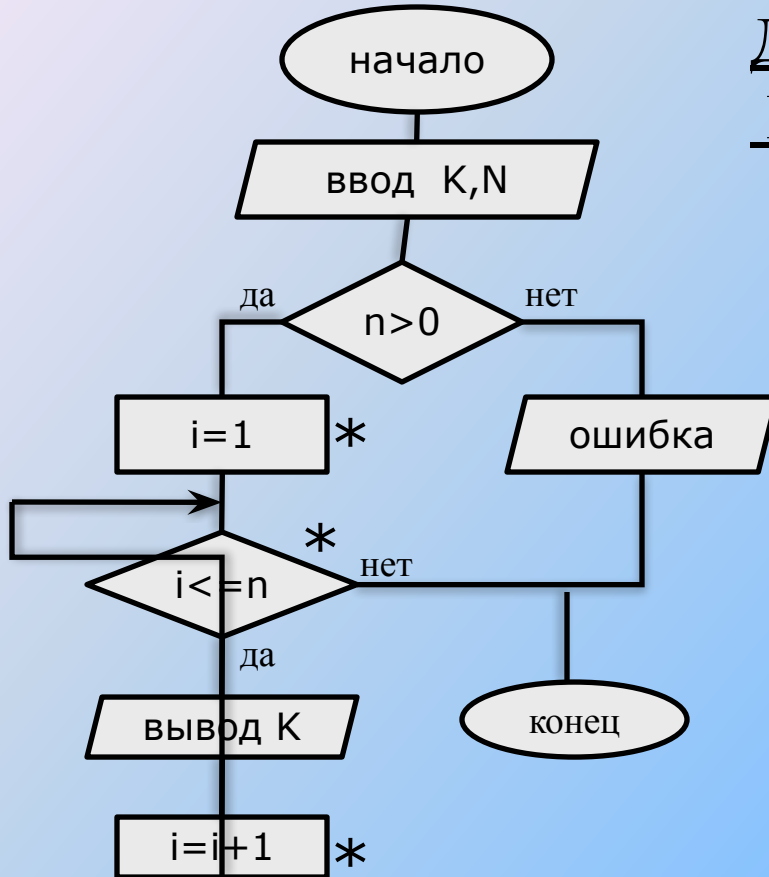 начало
ввод K,N
да
нет
n>0
i=1
*
ошибка
*
i<=n
нет
да
вывод K
конец
i=i+1
*